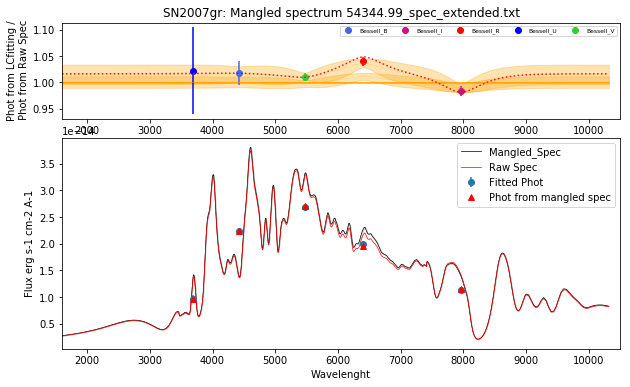 SN2007gr: Mangled spectrum 54344.99_spec_extended.txt
Phot from LCfitting /
Phot from Raw Spec
1.10
1.05
1.00
0.95
Bessell_B
Bessell_I
Bessell_R
Bessell_U
Bessell_V
2000 3000 4000 5000 6000 7000 8000 9000 10000
1e−14
Flux erg s-1 cm-2 A-1
3.5
3.0
2.5
2.0
1.5
1.0
0.5
Mangled_Spec
Raw Spec
Fitted Phot
Phot from mangled spec
2000 3000 4000 5000 6000 7000 8000 9000 10000
Wavelenght